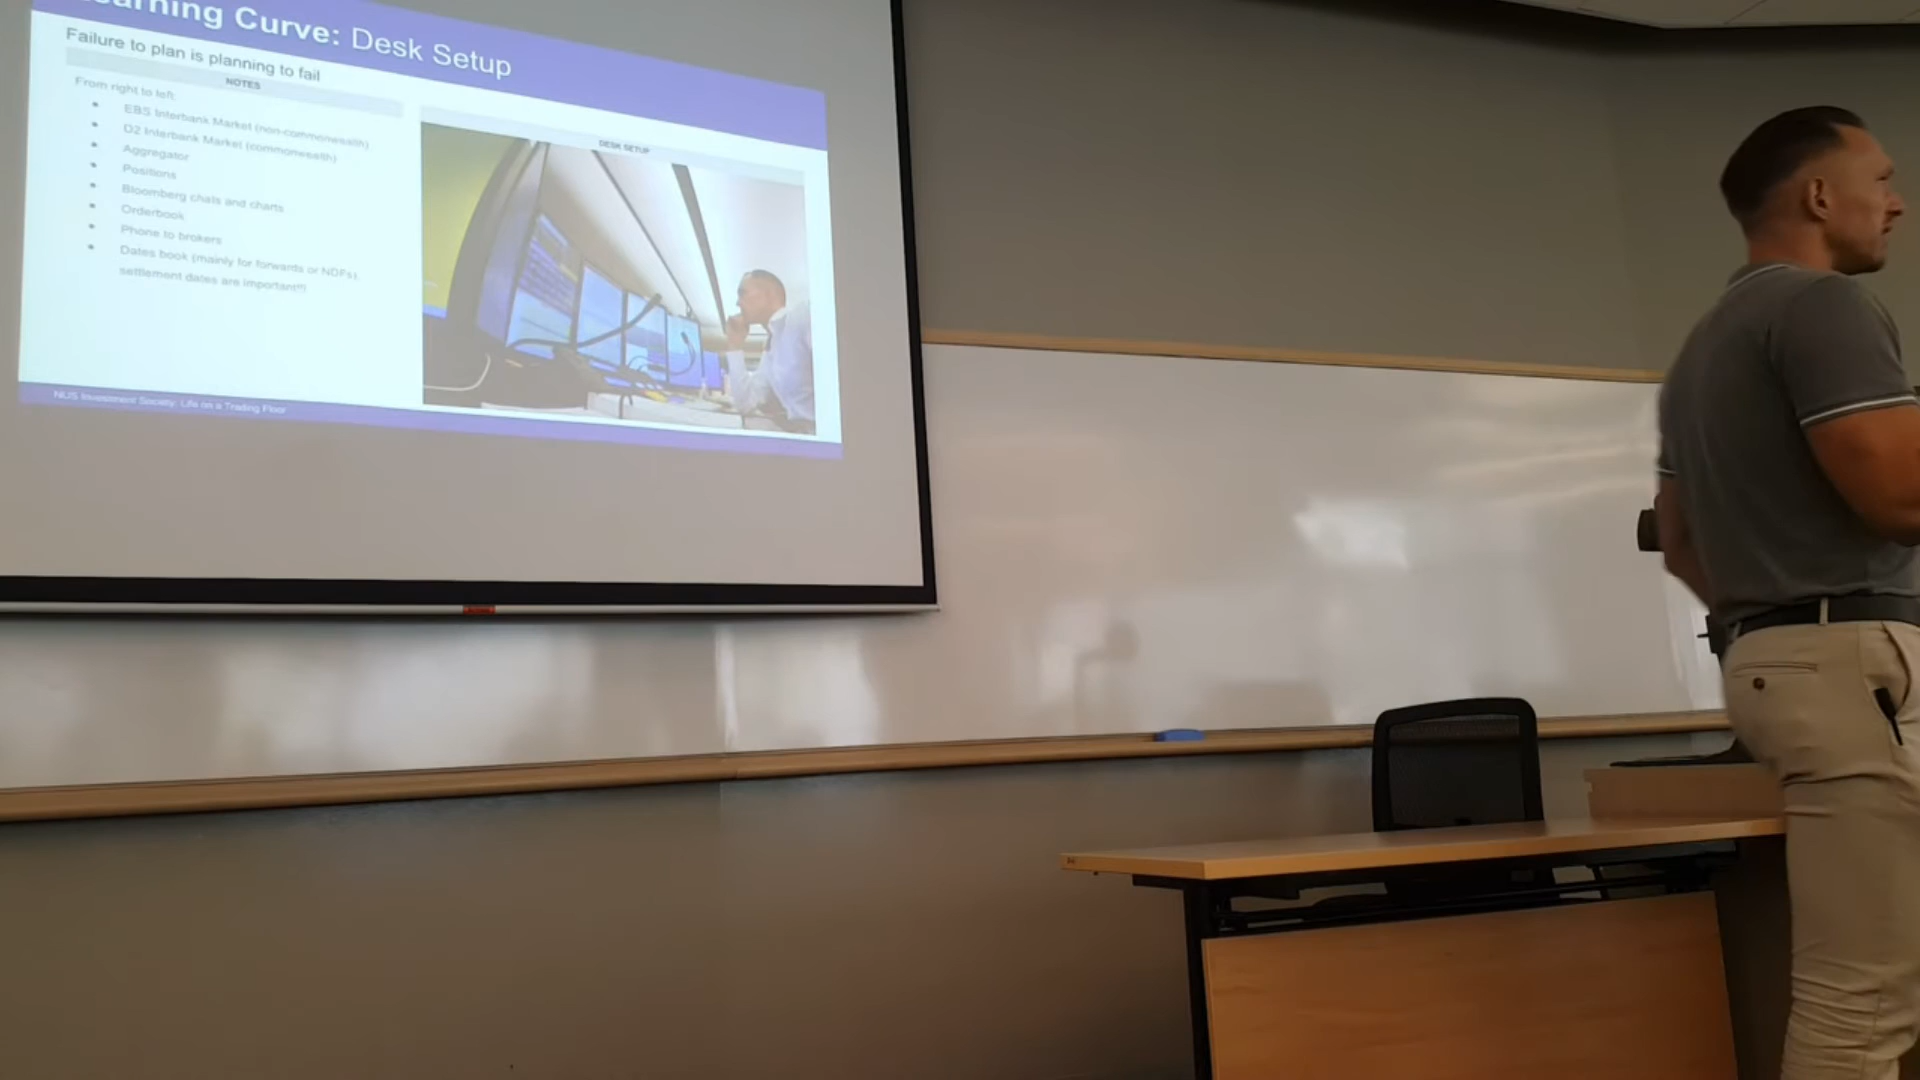 Learning Curve: Desk Setup
Failure to plan is planning to fail
NOTES
From right to left:
• EBS Interbank Market (non-commonwealth)
• D2 Interbank Market (commonwealth)
• Aggregator
• Positions
• Bloomberg chats and charts
• Orderbook
• Phone to brokers
• Dates book (mainly for forwards or NDFs),
settlement dates are important!!!
DESK SETUP
NUS Investment Society: Life on a Trading Floor